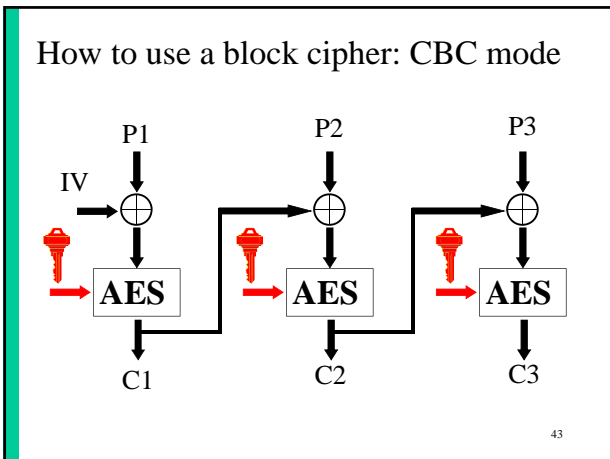 How to use a block cipher: CBC mode
P1 P2 P3
IV
AES AES AES
C1 C2 C3
43